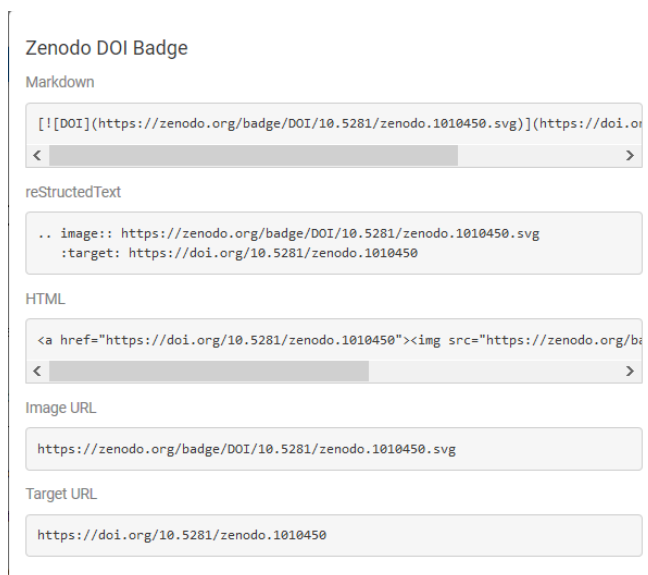 Zenodo DOI Badge
Markdown
[![DOI](https://zenodo.org/badge/DOI/10.5281/zenodo.1010450.svg)](https://doi.or
reStructedText
.. image:: https://zenodo.org/badge/DOI/10.5281/zenodo.1010450.svg
   :target: https://doi.org/10.5281/zenodo.1010450
HTML
<a href="https://doi.org/10.5281/zenodo.1010450"><img src="https://zenodo.org/ba
Image URL
https://zenodo.org/badge/DOI/10.5281/zenodo.1010450.svg
Target URL
https://doi.org/10.5281/zenodo.1010450